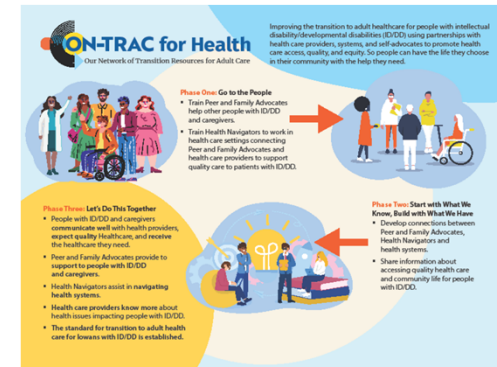 ON-TRAC for Health
Our Network of Transition Resources for Adult Care
Improving the transition to adult healthcare for people with intellectual
disability/developmental disabilities (ID/DD) using partnerships with
health care providers, systems, and self-advocates to promote health
care access, quality, and equity. So people can have the life they choose
in their community with the help they need.
Phase One: Go to the People
• Train Peer and Family Advocates
help other people with ID/DD
and caregivers.
• Train Health Navigators to work in
health care settings connecting
Peer and Family Advocates and
health care providers to support
quality care to patients with ID/DD.
Phase Two: Start with What We
Know, Build with What We Have
• Develop connections between
Peer and Family Advocates,
Health Navigators and
health systems.
• Share information about
accessing quality health care
and community life for people
with ID/DD.
Phase Three: Let's Do This Together
• People with ID/DD and caregivers
communicate well with health providers,
expect quality Healthcare, and receive
the healthcare they need.
• Peer and Family Advocates provide to
support to people with ID/DD
and caregivers.
• Health Navigators assist in navigating
health systems.
• Health care providers know more about
health issues impacting people with ID/DD.
• The standard for transition to adult health
care for Iowans with ID/DD is established.